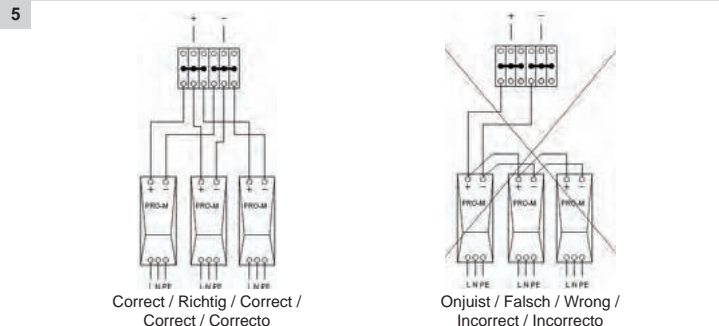 5
+ −
+ −
+ − + − + −
PRO-M PRO-M PRO-M
L N PE L N PE L N PE
Correct / Richtig / Correct /
Correct / Correcto
+ − + − + −
PRO-M PRO-M PRO-M
L N PE L N PE L N PE
Onjuist / Falsch / Wrong /
Incorrect / Incorrecto